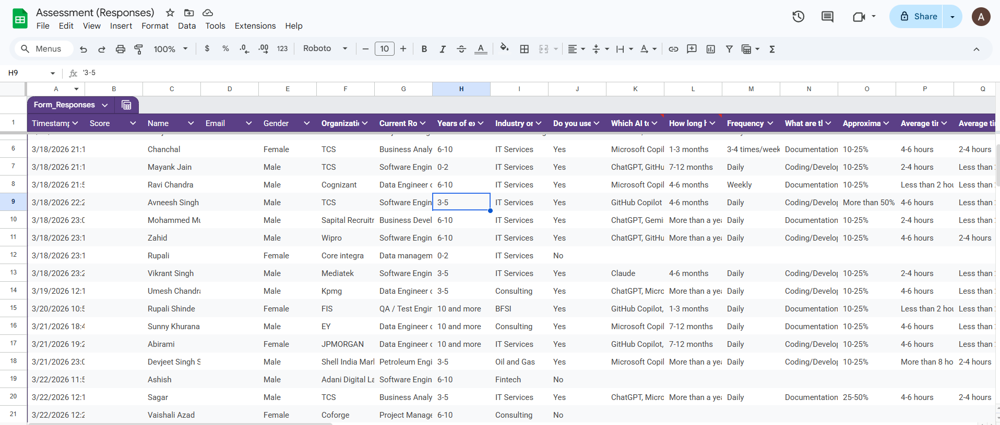 Assessment (Responses)
File Edit View Insert Format Data Tools Extensions Help
Share
A
Menus 100% $ % .0 .00 123 Roboto 10 B I A A Σ
H9 fx '3-5
A B C D E F G H I J K L M N O P Q
Form_Responses
1 Timestamp Score Name Email Gender Organizati Current Ro Years of ex Industry or Do you use Which AI to How long h Frequency What are th Approxima Average tim Average ti
6 3/18/2026 21:1 Chanchal Female TCS Business Analy 6-10 IT Services Yes Microsoft Copil 1-3 months 3-4 times/week Documentation 10-25% 4-6 hours 2-4 hours
7 3/18/2026 21:1 Mayank Jain Male TCS Software Engin 0-2 IT Services Yes ChatGPT, GitHu 7-12 months Daily Coding/Develop 10-25% 2-4 hours Less than
8 3/18/2026 21:5 Ravi Chandra Male Cognizant Data Engineer 6-10 IT Services Yes Microsoft Copil 4-6 months Weekly Documentation 10-25% Less than 2 hou Less than
9 3/18/2026 22:2 Avneesh Singh Male TCS Software Engin 3-5 IT Services Yes GitHub Copilot 4-6 months Daily Coding/Develop More than 50% 4-6 hours Less than
10 3/18/2026 23:0 Mohammed Mu Male Sapital Recruitm Business Devel 6-10 IT Services Yes ChatGPT, Gemi More than a yea Daily Documentation 10-25% 2-4 hours Less than
11 3/18/2026 23:1 Zahid Male Wipro Software Engin 6-10 IT Services Yes ChatGPT, GitHu More than a yea Daily Coding/Develop 10-25% 4-6 hours 2-4 hours
12 3/18/2026 23:1 Rupali Female Core integra Data managem 0-2 IT Services No
13 3/18/2026 23:2 Vikrant Singh Male Mediatek Software Engin 3-5 IT Services Yes Claude 4-6 months Daily Coding/Develop 10-25% 2-4 hours Less than
14 3/19/2026 12:1 Umesh Chandra Male Kpmg Data Engineer 3-5 Consulting Yes ChatGPT, Micro More than a yea Daily Coding/Develop 10-25% 4-6 hours Less than
15 3/20/2026 10:5 Rupali Shinde Female FIS QA / Test Engin 10 and more BFSI Yes GitHub Copilot, 1-3 months Daily Documentation 10-25% Less than 2 hou Less than
16 3/21/2026 18:4 Sunny Khurana Male EY Data Engineer 10 and more Consulting Yes Microsoft Copil 7-12 months Daily Documentation 10-25% 4-6 hours Less than
17 3/21/2026 19:2 Abirami Female JPMORGAN Data Engineer 10 and more IT Services Yes GitHub Copilot, 7-12 months Daily Coding/Develop 10-25% 4-6 hours Less than
18 3/21/2026 23:0 Devjeet Singh S Male Shell India Mark Petroleum Engi 3-5 Oil and Gas Yes Microsoft Copil More than a yea Daily Coding/Develop 10-25% More than 8 ho 2-4 hours
19 3/22/2026 11:5 Ashish Male Adani Digital La Software Engin 6-10 Fintech No
20 3/22/2026 12:1 Sagar Male TCS Business Analy 3-5 IT Services Yes ChatGPT, Micro More than a yea Daily Documentation 25-50% 4-6 hours 2-4 hours
21 3/22/2026 12:2 Vaishali Azad Female Coforge Project Manage 6-10 Consulting No